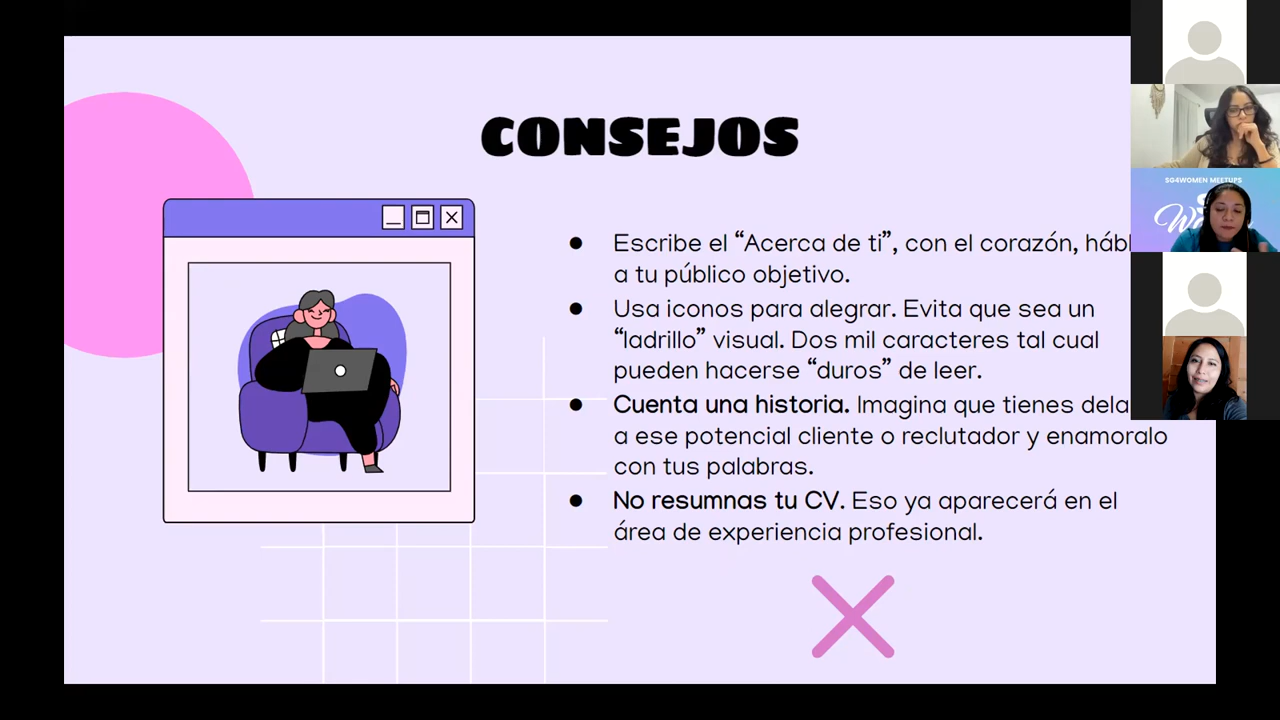 CONSEJOS
SG4WOMEN MEETUPS
● Escribe el “Acerca de ti”, con el corazón,
a tu público objetivo.
● Usa iconos para alegrar. Evita que sea un
“ladrillo” visual. Dos mil caracteres tal cual
pueden hacerse “duros” de leer.
● Cuenta una historia. Imagina que tienes
a ese potencial cliente o reclutador y enamoralo
con tus palabras.
● No resumnas tu CV. Eso ya aparecerá en el
área de experiencia profesional.